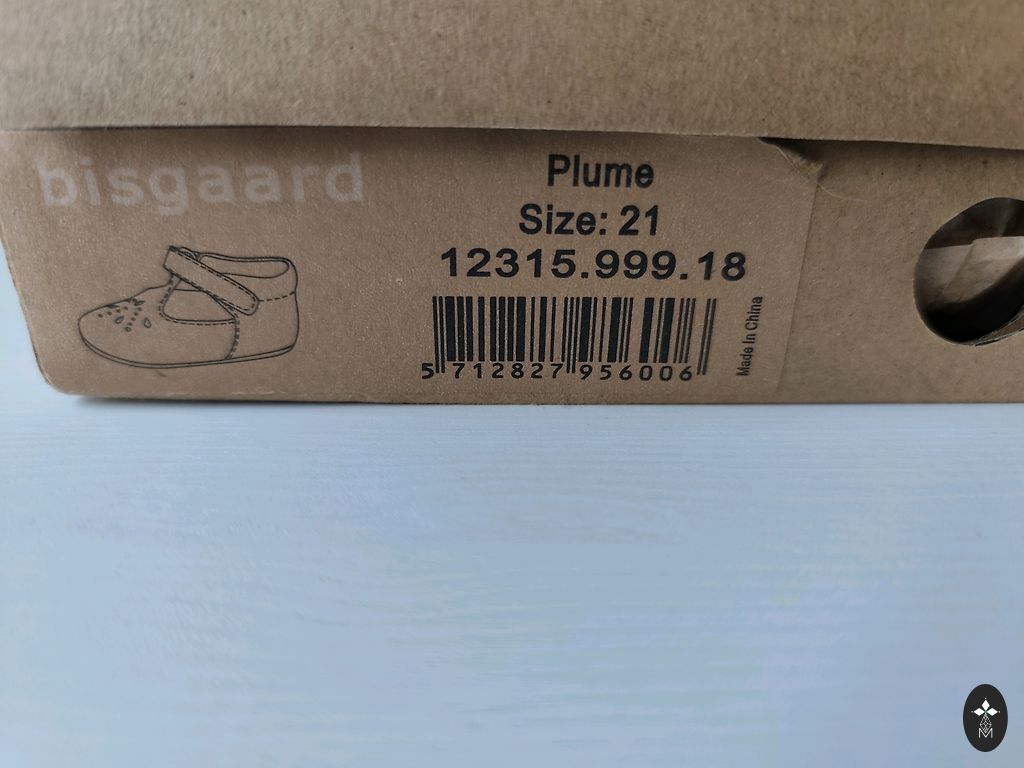 bisgaard
Plume
Size: 21
12315.999.18
5 712827 956006
Made In China
M